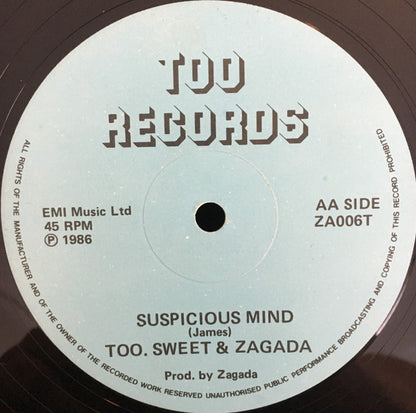 TOO
RECORDS
EMI Music Ltd
45 RPM
Ⓟ 1986
AA SIDE
ZA006T
SUSPICIOUS MIND
(James)
TOO. SWEET & ZAGADA
Prod. by Zagada
ALL RIGHTS OF THE MANUFACTURER AND OF THE OWNER OF THE RECORDED WORK RESERVED UNAUTHORISED PUBLIC PERFORMANCE BROADCASTING AND COPYING OF THIS RECORD PROHIBITED